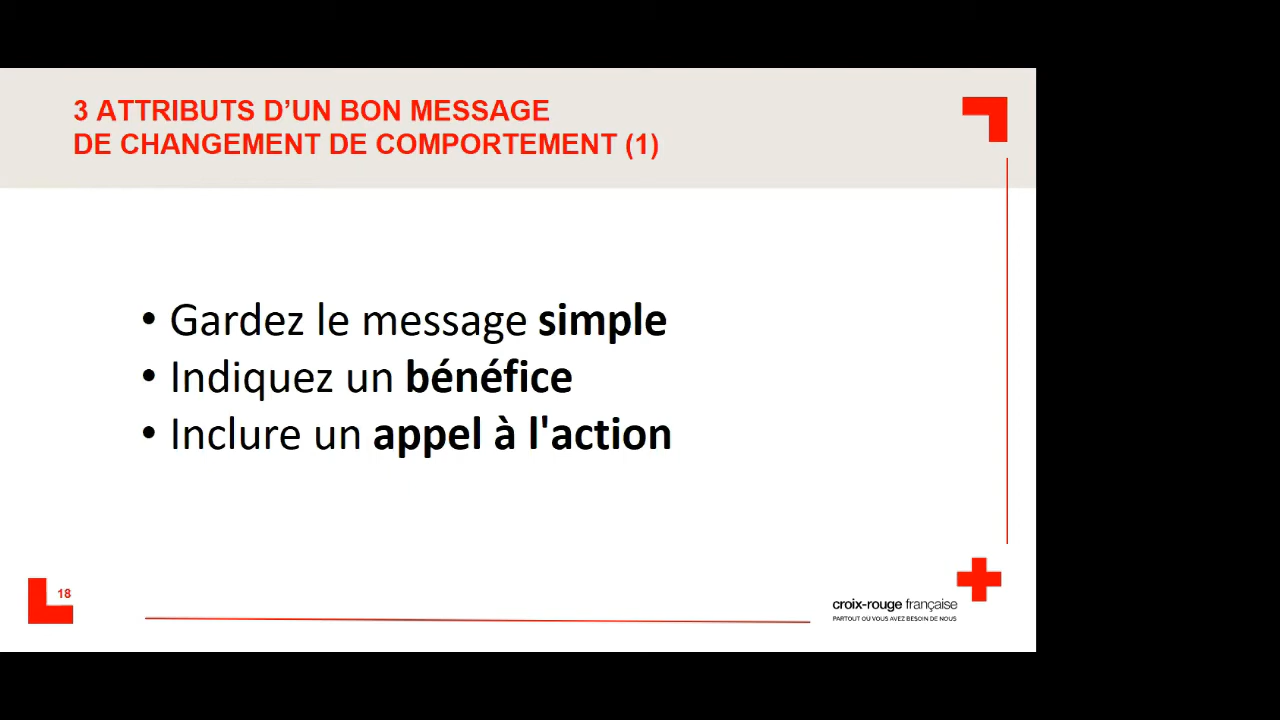 3 ATTRIBUTS D’UN BON MESSAGE
DE CHANGEMENT DE COMPORTEMENT (1)
• Gardez le message simple
• Indiquez un bénéfice
• Inclure un appel à l'action
18
croix-rouge française
PARTOUT OÙ VOUS AVEZ BESOIN DE NOUS